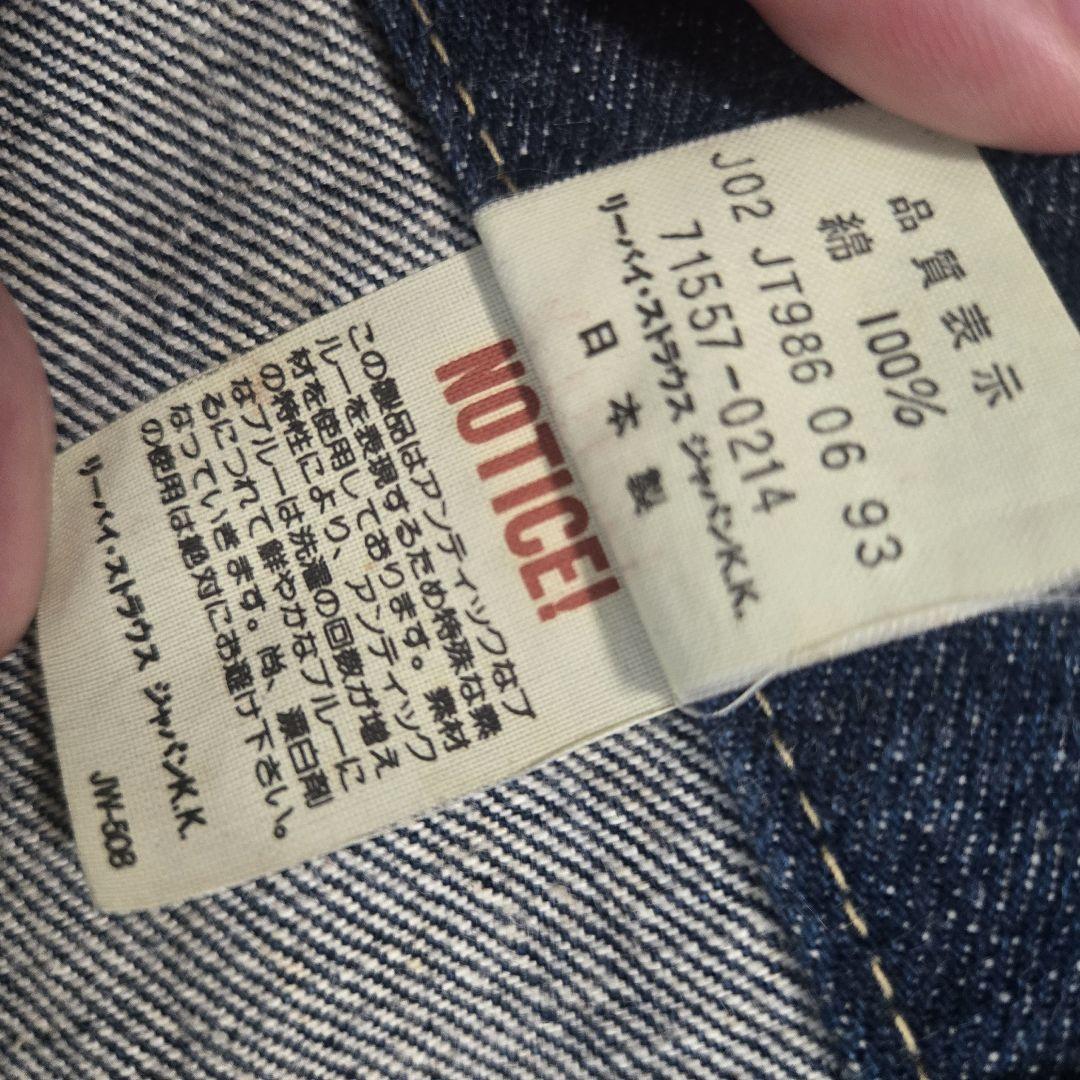 品質表示
綿 100%
J02 JT986 06 93
71557-0214
リーバイ・ストラウス ジャパンK.K.
日本製
NOTICE!
この製品はアンティックなブ
ルーを表現するため特殊な素
材を使用しております。素材
の特性により、アンティック
なブルーは洗濯の回数が増え
るにつれて鮮やかなブルーに
なっていきます。尚、漂白剤
の使用は絶対にお避け下さい。
リーバイ・ストラウス ジャパンK.K.
JW-508